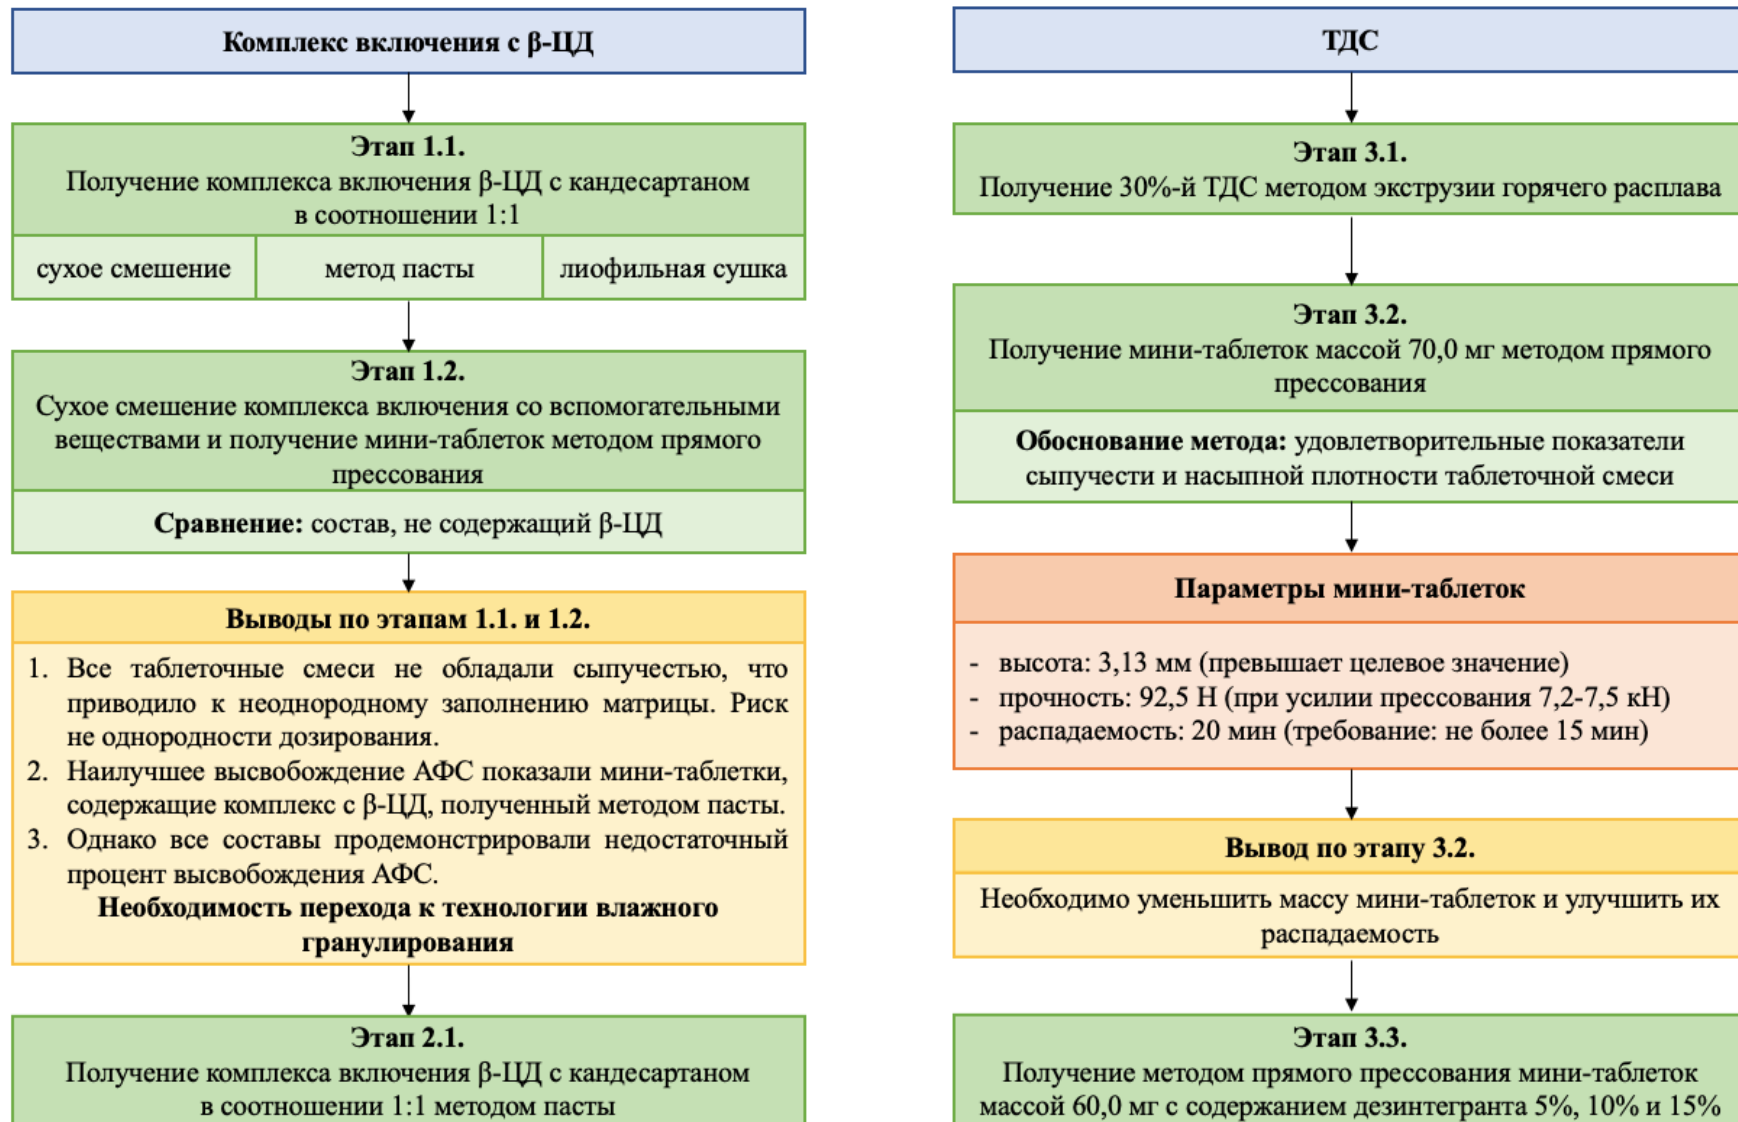 Комплекс включения с β-ЦД
Этап 1.1.
Получение комплекса включения β-ЦД с кандесартаном
в соотношении 1:1
сухое смешение
метод пасты
лиофильная сушка
Этап 1.2.
Сухое смешение комплекса включения со вспомогательными
веществами и получение мини-таблеток методом прямого
прессования
Сравнение: состав, не содержащий β-ЦД
Выводы по этапам 1.1. и 1.2.
1. Все таблеточные смеси не обладали сыпучестью, что
приводило к неоднородному заполнению матрицы. Риск
не однородности дозирования.
2. Наилучшее высвобождение АФС показали мини-таблетки,
содержащие комплекс с β-ЦД, полученный методом пасты.
3. Однако все составы продемонстрировали недостаточный
процент высвобождения АФС.
Необходимость перехода к технологии влажного
гранулирования
Этап 2.1.
Получение комплекса включения β-ЦД с кандесартаном
в соотношении 1:1 методом пасты
ТДС
Этап 3.1.
Получение 30%-й ТДС методом экструзии горячего расплава
Этап 3.2.
Получение мини-таблеток массой 70,0 мг методом прямого
прессования
Обоснование метода: удовлетворительные показатели
сыпучести и насыпной плотности таблеточной смеси
Параметры мини-таблеток
- высота: 3,13 мм (превышает целевое значение)
- прочность: 92,5 Н (при усилии прессования 7,2-7,5 кН)
- распадаемость: 20 мин (требование: не более 15 мин)
Вывод по этапу 3.2.
Необходимо уменьшить массу мини-таблеток и улучшить их
распадаемость
Этап 3.3.
Получение методом прямого прессования мини-таблеток
массой 60,0 мг с содержанием дезинтегранта 5%, 10% и 15%